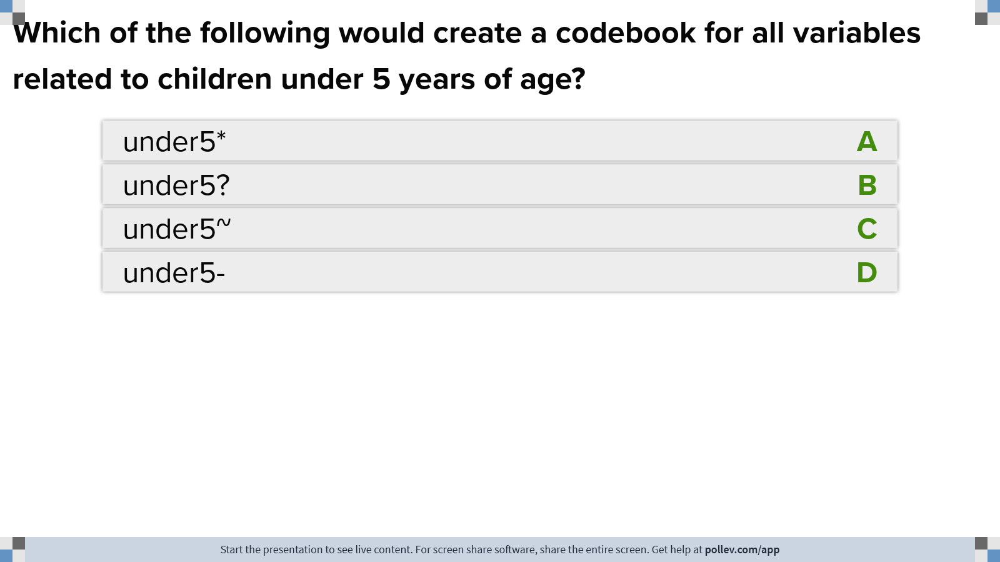 Which of the following would create a codebook for all variables
related to children under 5 years of age?
under5* A
under5? B
under5~ C
under5- D
Start the presentation to see live content. For screen share software, share the entire screen. Get help at pollev.com/app